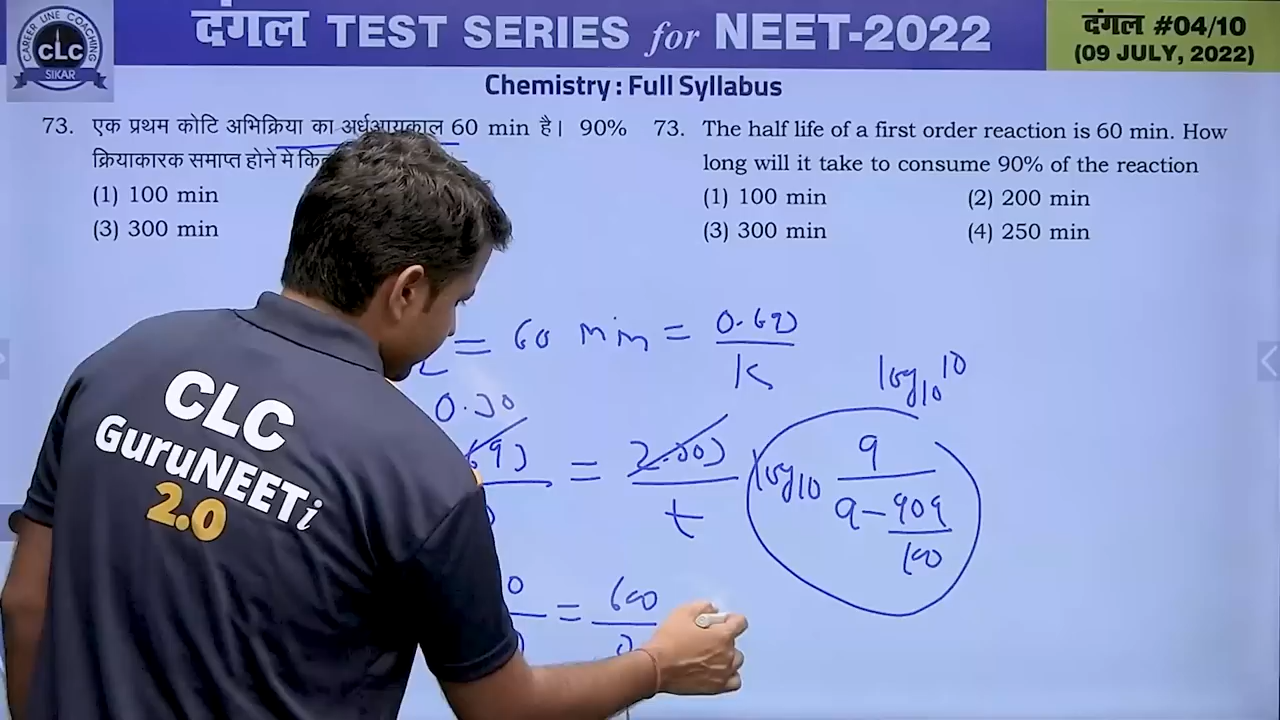 CAREER LINE COACHING
CLC
SIKAR
दंगल TEST SERIES for NEET-2022
दंगल #04/10
(09 JULY, 2022)
Chemistry : Full Syllabus
73. एक प्रथम कोटि अभिक्रिया का अर्धआयुकाल 60 min है। 90%
क्रियाकारक समाप्त होने में
(1) 100 min
(3) 300 min
73. The half life of a first order reaction is 60 min. How
long will it take to consume 90% of the reaction
(1) 100 min (2) 200 min
(3) 300 min (4) 250 min
= 60 min = 0.693 / K
log₁₀ 10
0.30
= 2.303 / t log₁₀ a / a - 90a / 100
= 600
CLC
GuruNEETi
2.0